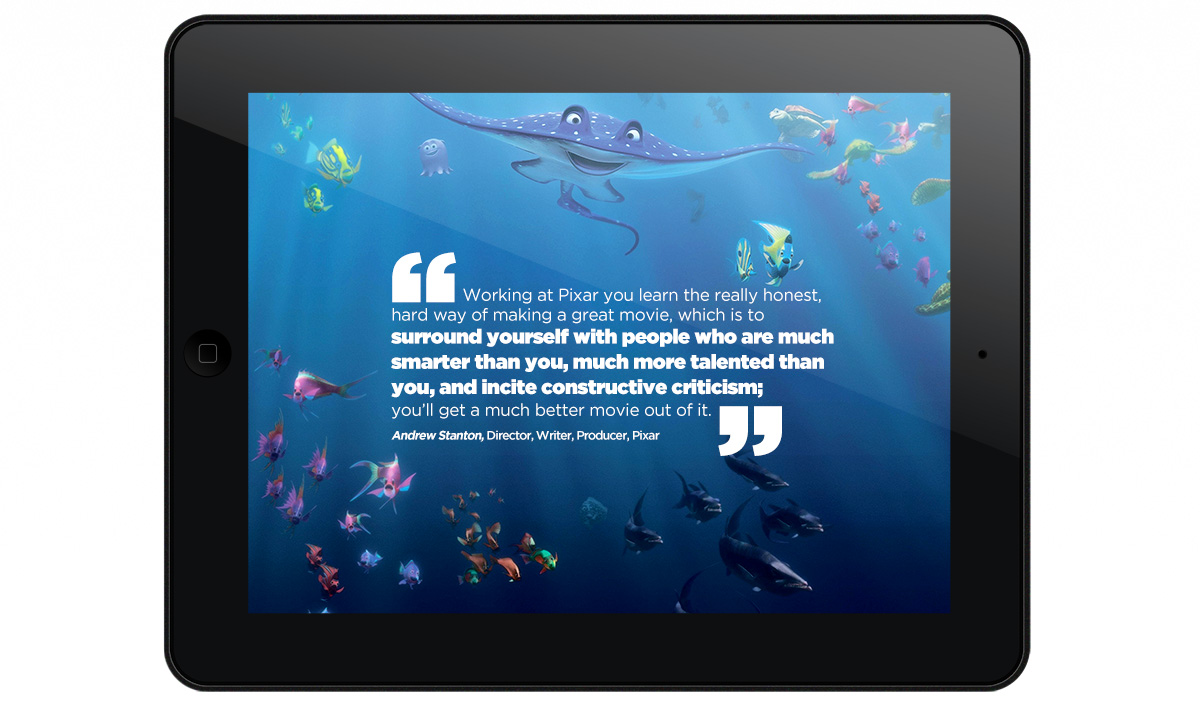 “ Working at Pixar you learn the really honest,
hard way of making a great movie, which is to
surround yourself with people who are much
smarter than you, much more talented than
you, and incite constructive criticism;
you’ll get a much better movie out of it. ”
Andrew Stanton, Director, Writer, Producer, Pixar